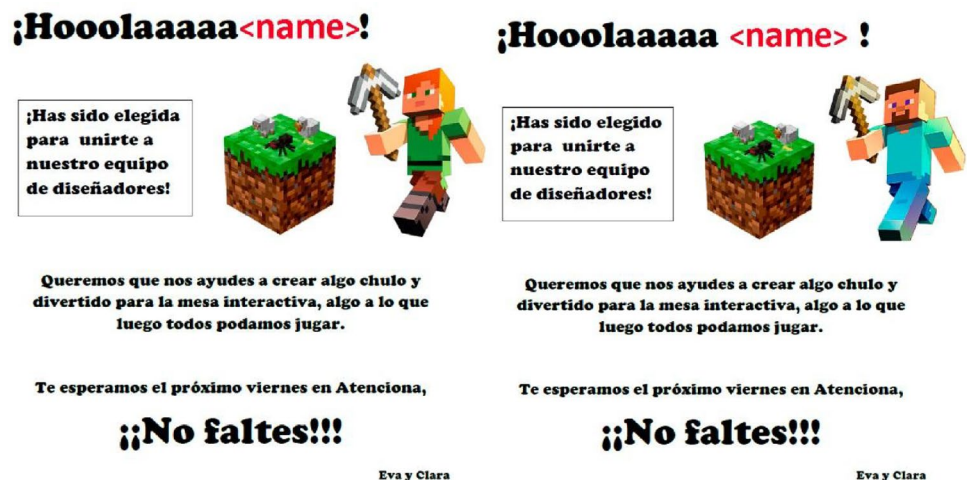 ¡Hooolaaaaa<name>!
¡Has sido elegida
para unirte a
nuestro equipo
de diseñadores!
Queremos que nos ayudes a crear algo chulo y
divertido para la mesa interactiva, algo a lo que
luego todos podamos jugar.
Te esperamos el próximo viernes en Atenciona,
¡¡No faltes!!!
Eva y Clara
¡Hooolaaaaa <name> !
¡Has sido elegido
para unirte a
nuestro equipo
de diseñadores!
Queremos que nos ayudes a crear algo chulo y
divertido para la mesa interactiva, algo a lo que
luego todos podamos jugar.
Te esperamos el próximo viernes en Atenciona,
¡¡No faltes!!!
Eva y Clara